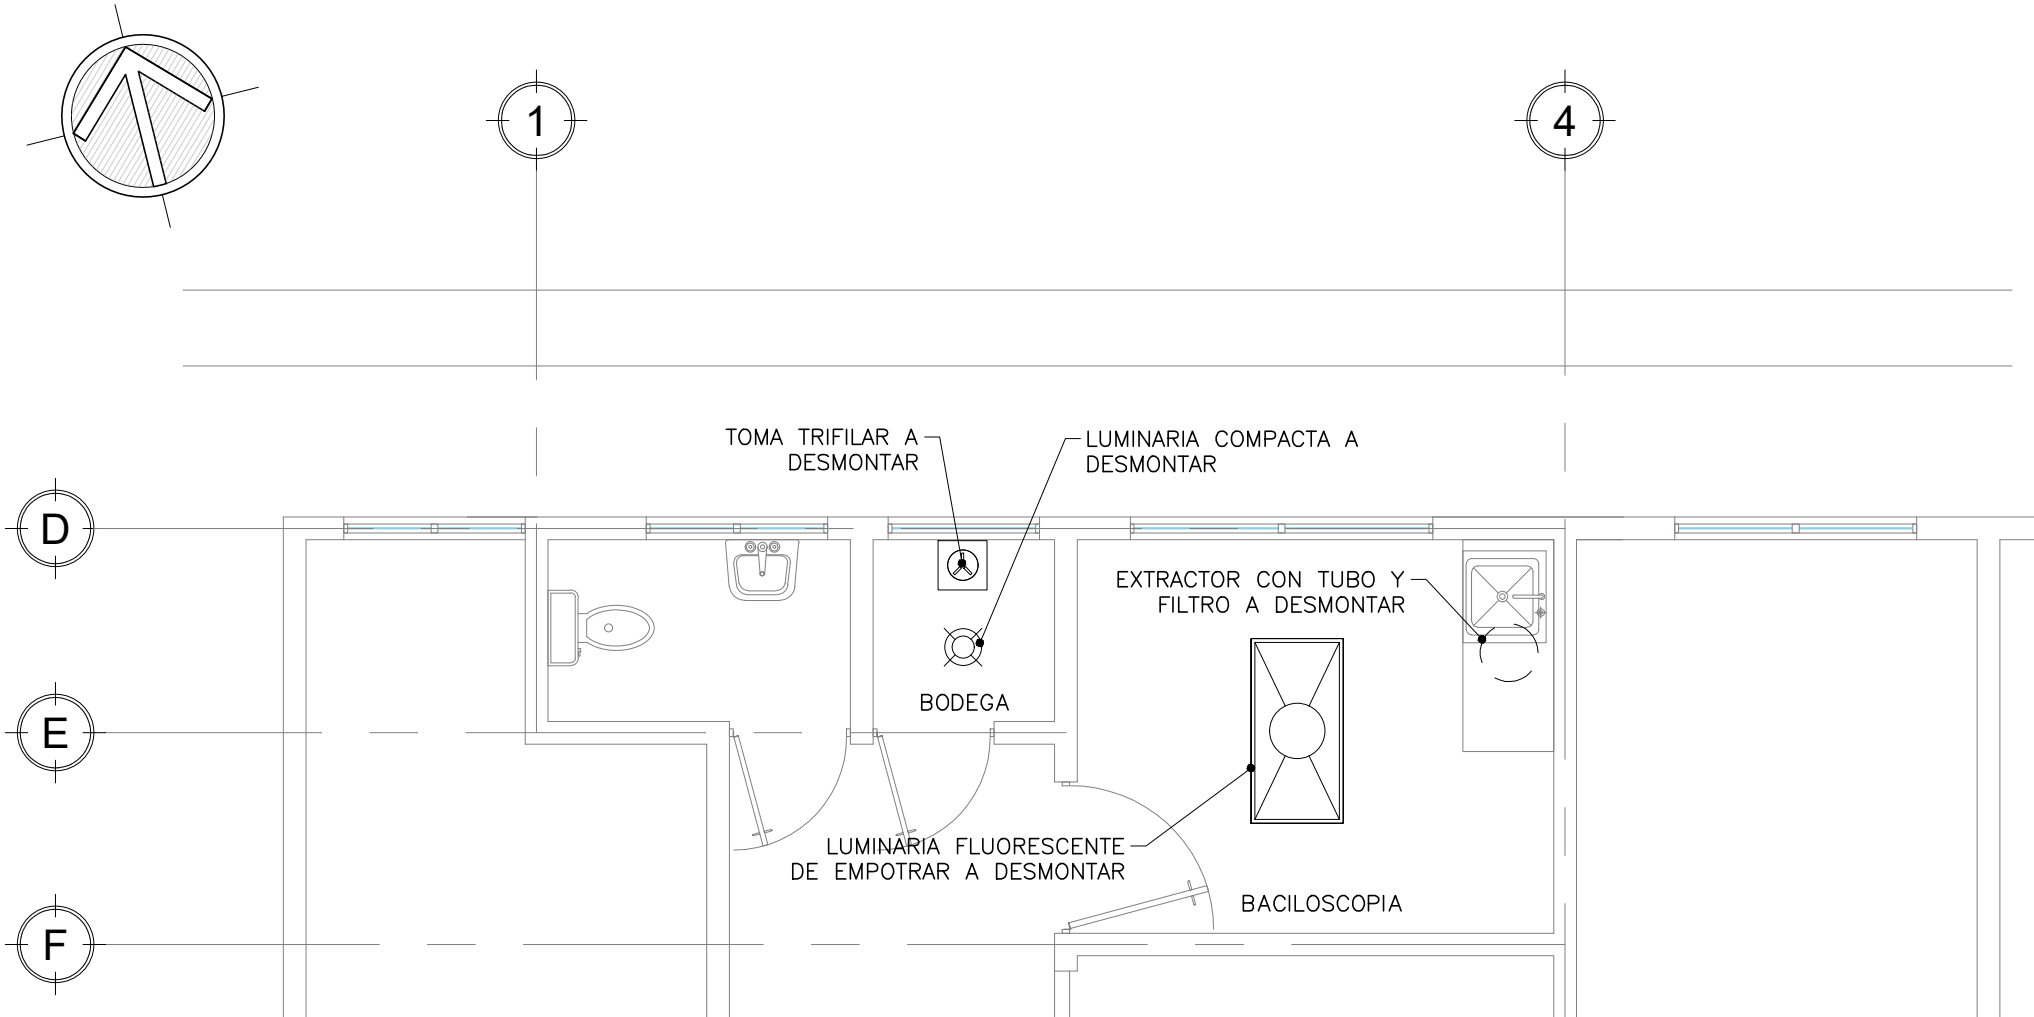 1
4
TOMA TRIFILAR A
DESMONTAR
LUMINARIA COMPACTA A
DESMONTAR
D
EXTRACTOR CON TUBO Y
FILTRO A DESMONTAR
BODEGA
E
LUMINARIA FLUORESCENTE
DE EMPOTRAR A DESMONTAR
BACILOSCOPIA
F